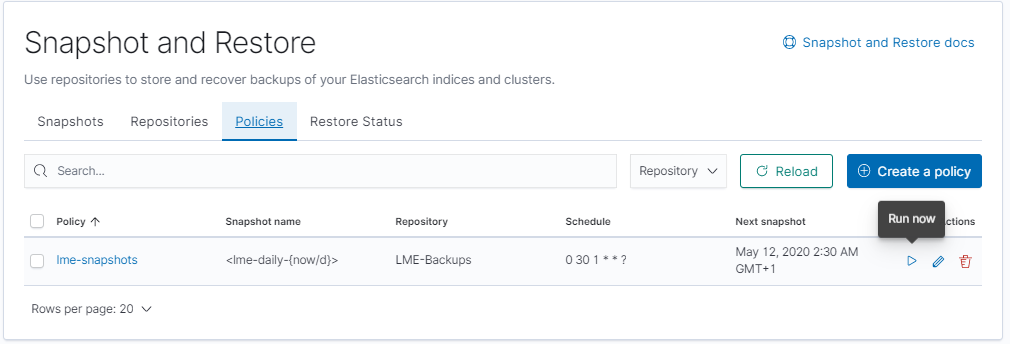 Snapshot and Restore
Snapshot and Restore docs
Use repositories to store and recover backups of your Elasticsearch indices and clusters.
Snapshots Repositories Policies Restore Status
Search...
Repository
Reload
Create a policy
Run now
Policy Snapshot name Repository Schedule Next snapshot ctions
lme-snapshots <lme-daily-{now/d}> LME-Backups 0 30 1 * * ? May 12, 2020 2:30 AM
GMT+1
Rows per page: 20